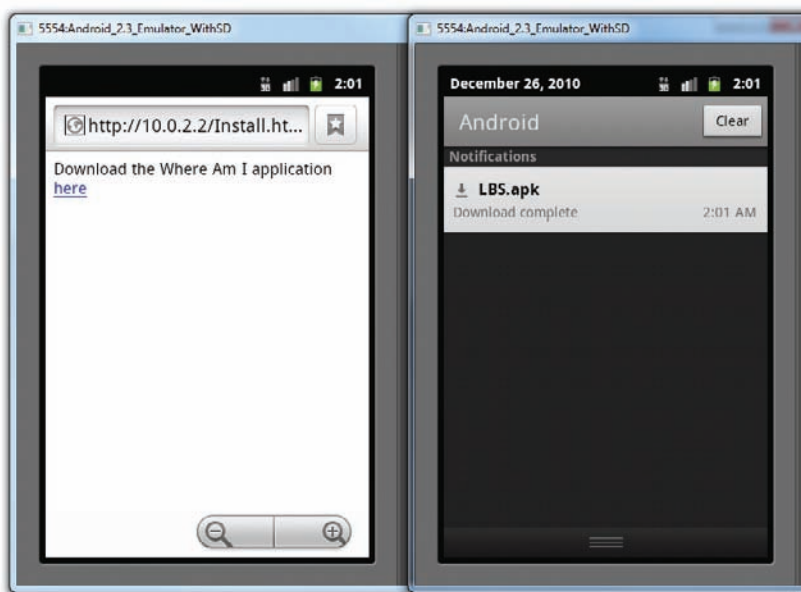 5554:Android_2.3_Emulator_WithSD
2:01
http://10.0.2.2/Install.ht...
Download the Where Am I application
here
5554:Android_2.3_Emulator_WithSD
December 26, 2010
2:01
Android
Clear
Notifications
LBS.apk
Download complete
2:01 AM